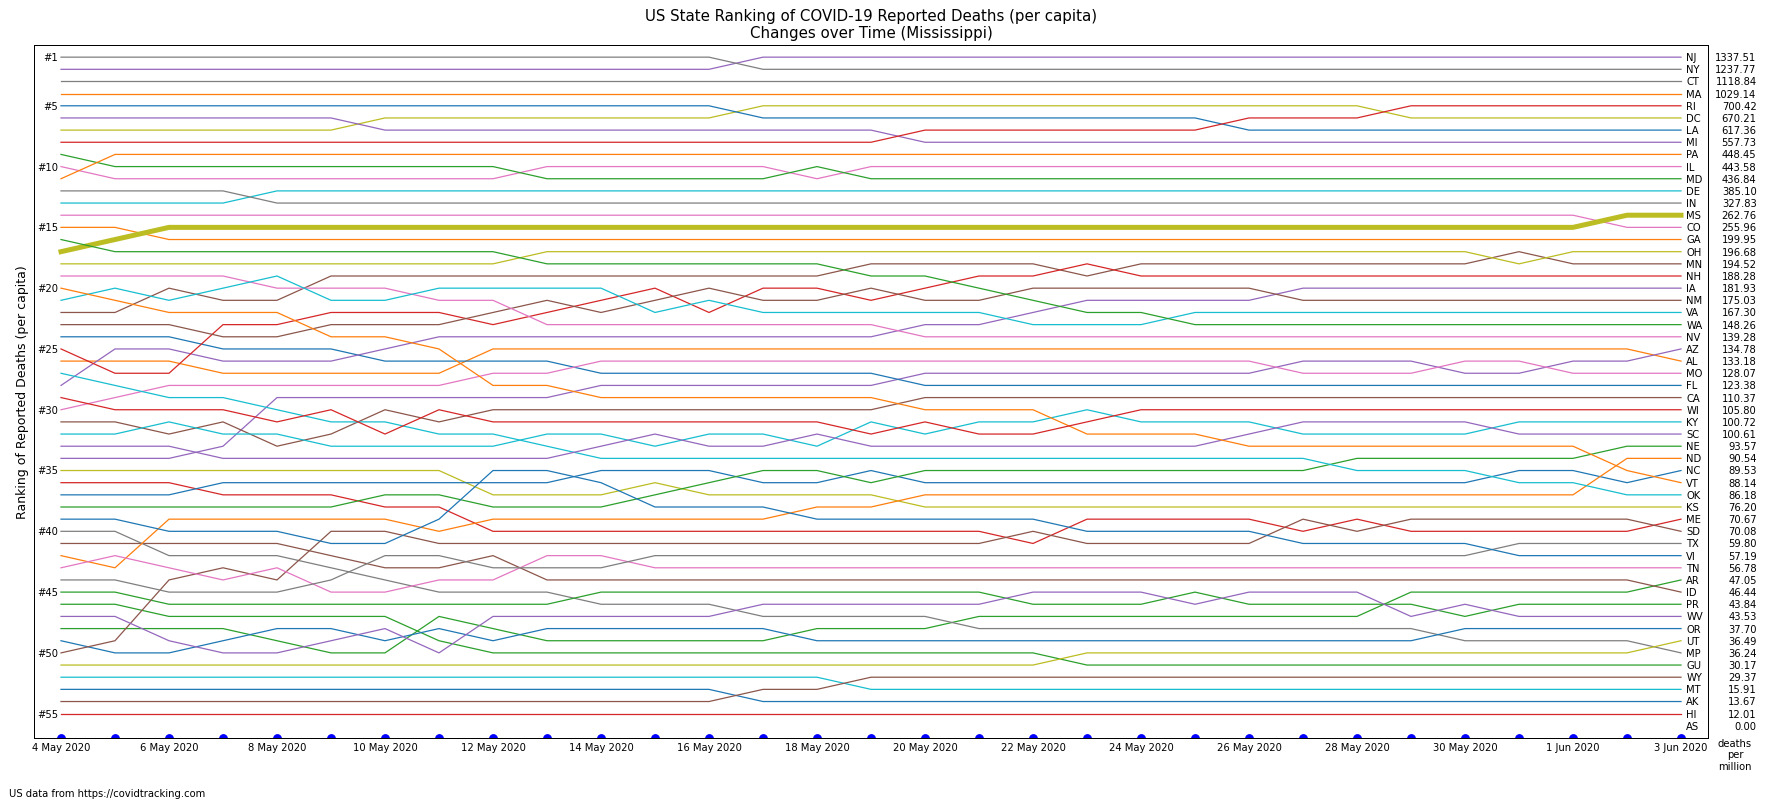 US State Ranking of COVID-19 Reported Deaths (per capita)
Changes over Time (Mississippi)
Ranking of Reported Deaths (per capita)
#1
#5
#10
#15
#20
#25
#30
#35
#40
#45
#50
#55
NJ 1337.51
NY 1237.77
CT 1118.84
MA 1029.14
RI 700.42
DC 670.21
LA 617.36
MI 557.73
PA 448.45
IL 443.58
MD 436.84
DE 385.10
IN 327.83
MS 262.76
CO 255.96
GA 199.95
OH 196.68
MN 194.52
NH 188.28
IA 181.93
NM 175.03
VA 167.30
WA 148.26
NV 139.28
AZ 134.78
AL 133.18
MO 128.07
FL 123.38
CA 110.37
WI 105.80
KY 100.72
SC 100.61
NE 93.57
ND 90.54
NC 89.53
VT 88.14
OK 86.18
KS 76.20
ME 70.67
SD 70.08
TX 59.80
VI 57.19
TN 56.78
AR 47.05
ID 46.44
PR 43.84
WV 43.53
OR 37.70
UT 36.49
MP 36.24
GU 30.17
WY 29.37
MT 15.91
AK 13.67
HI 12.01
AS 0.00
4 May 2020 6 May 2020 8 May 2020 10 May 2020 12 May 2020 14 May 2020 16 May 2020 18 May 2020 20 May 2020 22 May 2020 24 May 2020 26 May 2020 28 May 2020 30 May 2020 1 Jun 2020 3 Jun 2020
deaths
per
million
US data from https://covidtracking.com